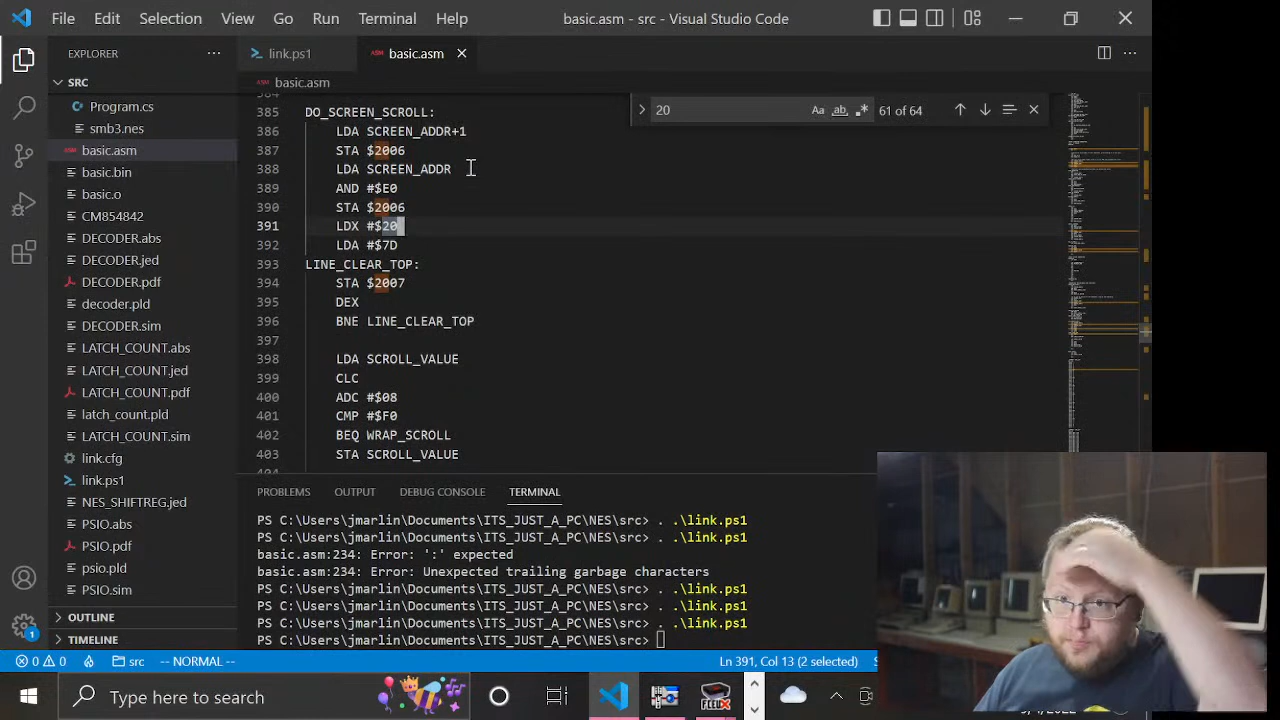 File Edit Selection View Go Run Terminal Help basic.asm - src - Visual Studio Code
EXPLORER
link.ps1
basic.asm
SRC
basic.asm
Program.cs
smb3.nes
basic.asm
basic.bin
basic.o
CM854842
DECODER.abs
DECODER.jed
DECODER.pdf
decoder.pld
DECODER.sim
LATCH_COUNT.abs
LATCH_COUNT.jed
LATCH_COUNT.pdf
latch_count.pld
LATCH_COUNT.sim
link.cfg
link.ps1
NES_SHIFTREG.jed
PSIO.abs
PSIO.pdf
psio.pld
PSIO.sim
OUTLINE
TIMELINE
20 Aa ab 61 of 64
384
385 DO_SCREEN_SCROLL:
386 LDA SCREEN_ADDR+1
387 STA $2006
388 LDA SCREEN_ADDR
389 AND #$E0
390 STA $2006
391 LDX #$20
392 LDA #$7D
393 LINE_CLEAR_TOP:
394 STA $2007
395 DEX
396 BNE LINE_CLEAR_TOP
397
398 LDA SCROLL_VALUE
399 CLC
400 ADC #$08
401 CMP #$F0
402 BEQ WRAP_SCROLL
403 STA SCROLL_VALUE
404
PROBLEMS OUTPUT DEBUG CONSOLE TERMINAL
PS C:\Users\jmarlin\Documents\ITS_JUST_A_PC\NES\src> . .\link.ps1
PS C:\Users\jmarlin\Documents\ITS_JUST_A_PC\NES\src> . .\link.ps1
basic.asm:234: Error: ':' expected
basic.asm:234: Error: Unexpected trailing garbage characters
PS C:\Users\jmarlin\Documents\ITS_JUST_A_PC\NES\src> . .\link.ps1
PS C:\Users\jmarlin\Documents\ITS_JUST_A_PC\NES\src> . .\link.ps1
PS C:\Users\jmarlin\Documents\ITS_JUST_A_PC\NES\src> . .\link.ps1
PS C:\Users\jmarlin\Documents\ITS_JUST_A_PC\NES\src>
0 0 src -- NORMAL -- Ln 391, Col 13 (2 selected)
Type here to search